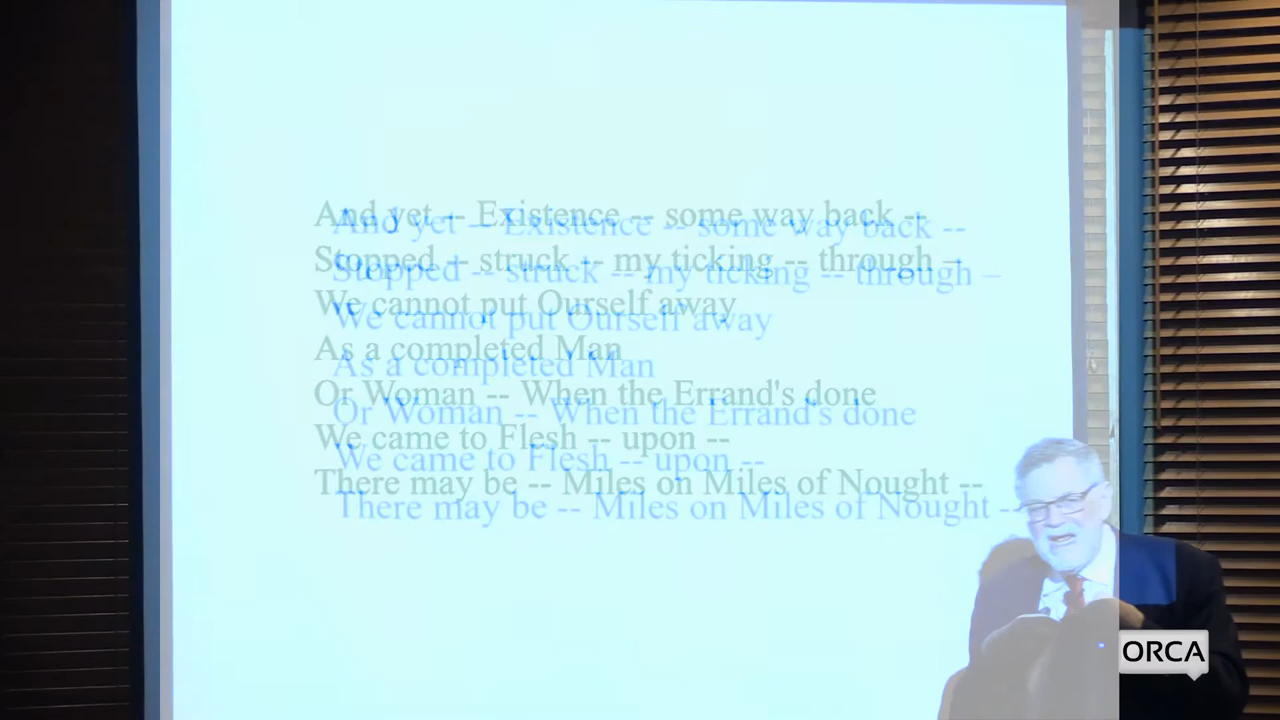 And yet – Existence -- some way back --
Stopped -- struck -- my ticking -- through –
We cannot put Ourself away
As a completed Man
Or Woman -- When the Errand's done
We came to Flesh -- upon --
There may be -- Miles on Miles of Nought --
ORCA